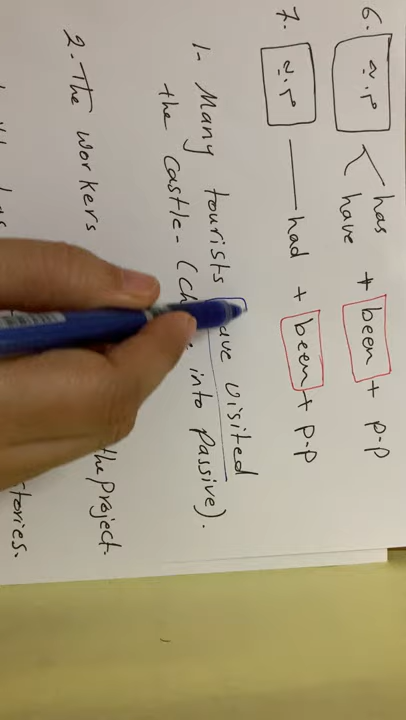 6. م.ت has
have + been + p.p
7. م.ت had + been + p.p
1- Many tourists have visited
the castle- ( into passive).
2. The workers the project.